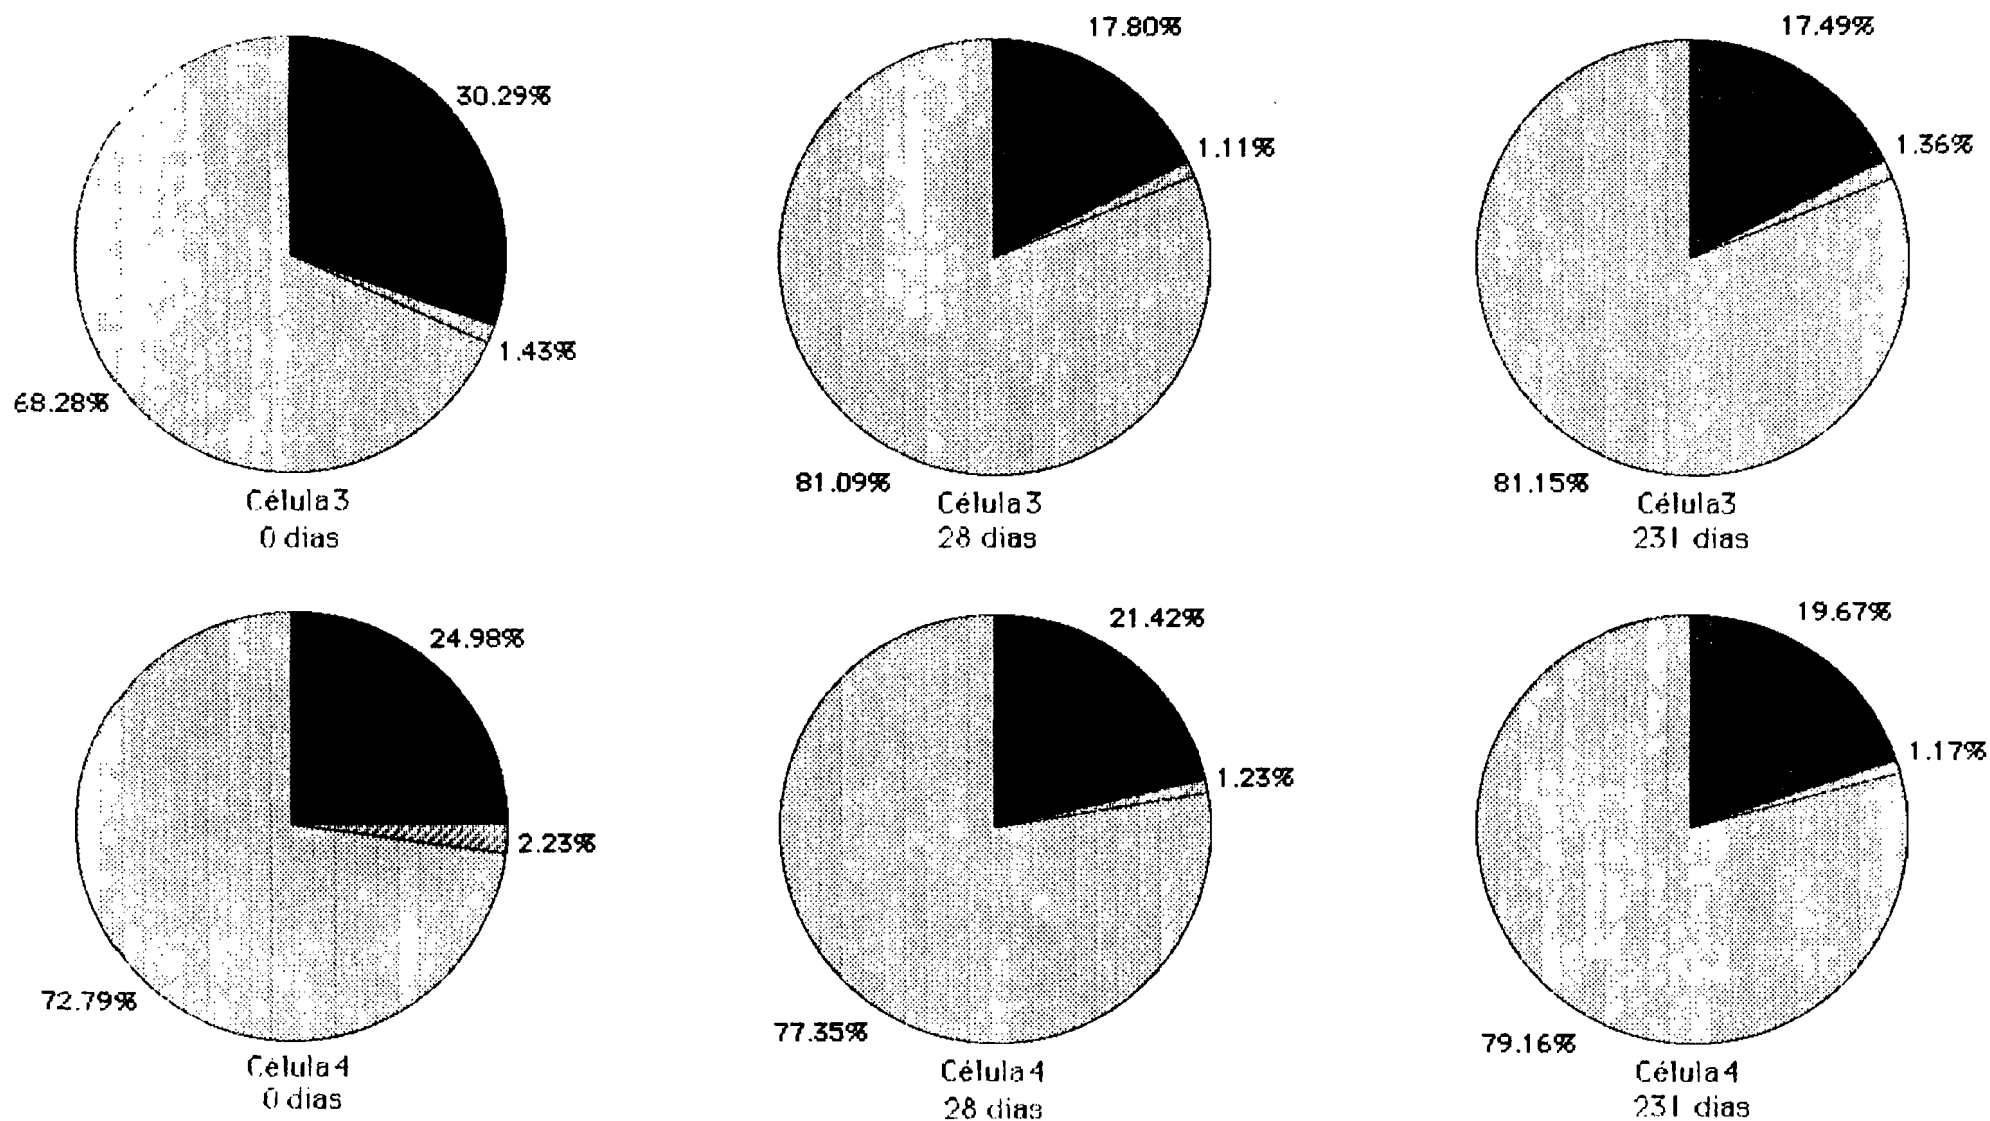 30.29%
1.43%
68.28%
Célula 3
0 dias
17.80%
1.11%
81.09%
Célula 3
28 dias
17.49%
1.36%
81.15%
Célula3
231 dias
24.98%
2.23%
72.79%
Célula 4
0 dias
21.42%
1.23%
77.35%
Célula 4
28 dias
19.67%
1.17%
79.16%
Célula 4
231 dias